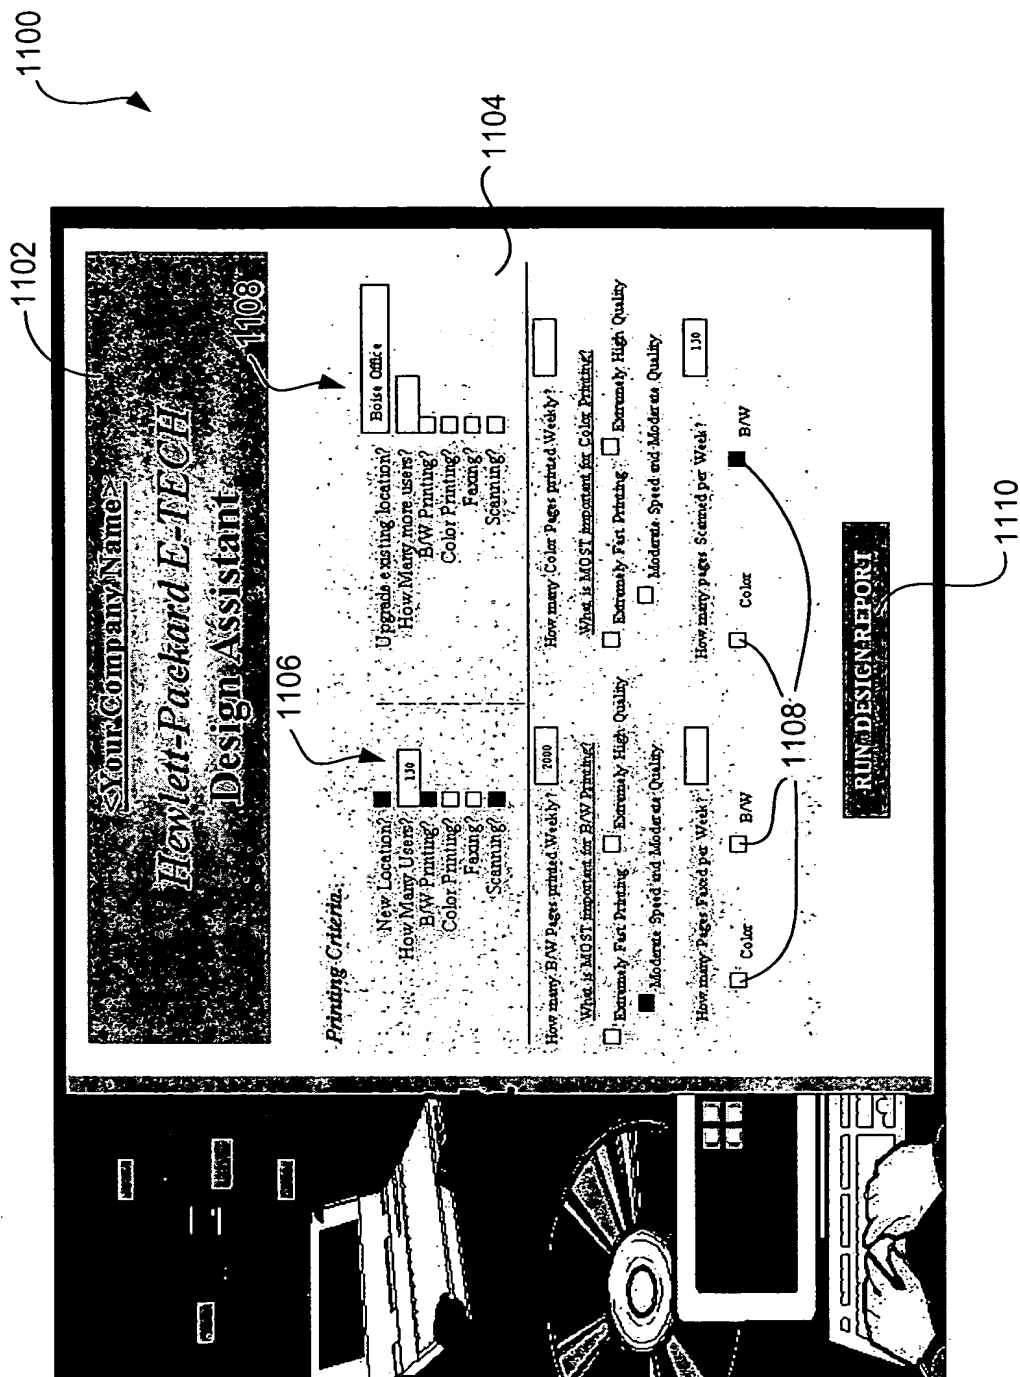 1100
1102
<Your Company Name>
Hewlett-Packard E-TECH
Design Assistant
1108
1104
Printing Criteria:
1106
New Location?
How Many Users? 130
B/W Printing?
Color Printing?
Faxing?
Scanning?
Upgrade existing location? Boise Office
How Many more users?
B/W Printing?
Color Printing?
Faxing?
Scanning?
How many B/W Pages printed Weekly? 2000
What is MOST important for B/W Printing?
Extremely Fast Printing Extremely High Quality
Moderate Speed and Moderate Quality
How many Pages Faxed per Week?
Color B/W
How many Color Pages printed Weekly?
What is MOST important for Color Printing?
Extremely Fast Printing Extremely High Quality
Moderate Speed and Moderate Quality
How many pages Scanned per Week? 130
Color B/W
1108
RUN DESIGN REPORT
1110